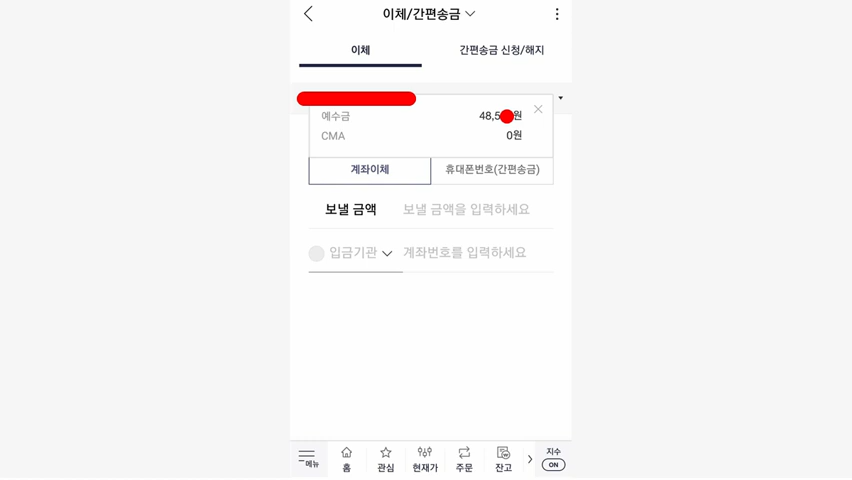 이체/간편송금
이체 간편송금 신청/해지
예수금 48,5 원
CMA 0원
계좌이체 휴대폰번호(간편송금)
보낼 금액 보낼 금액을 입력하세요
입금기관 계좌번호를 입력하세요
메뉴 홈 관심 현재가 주문 잔고 지수 ON